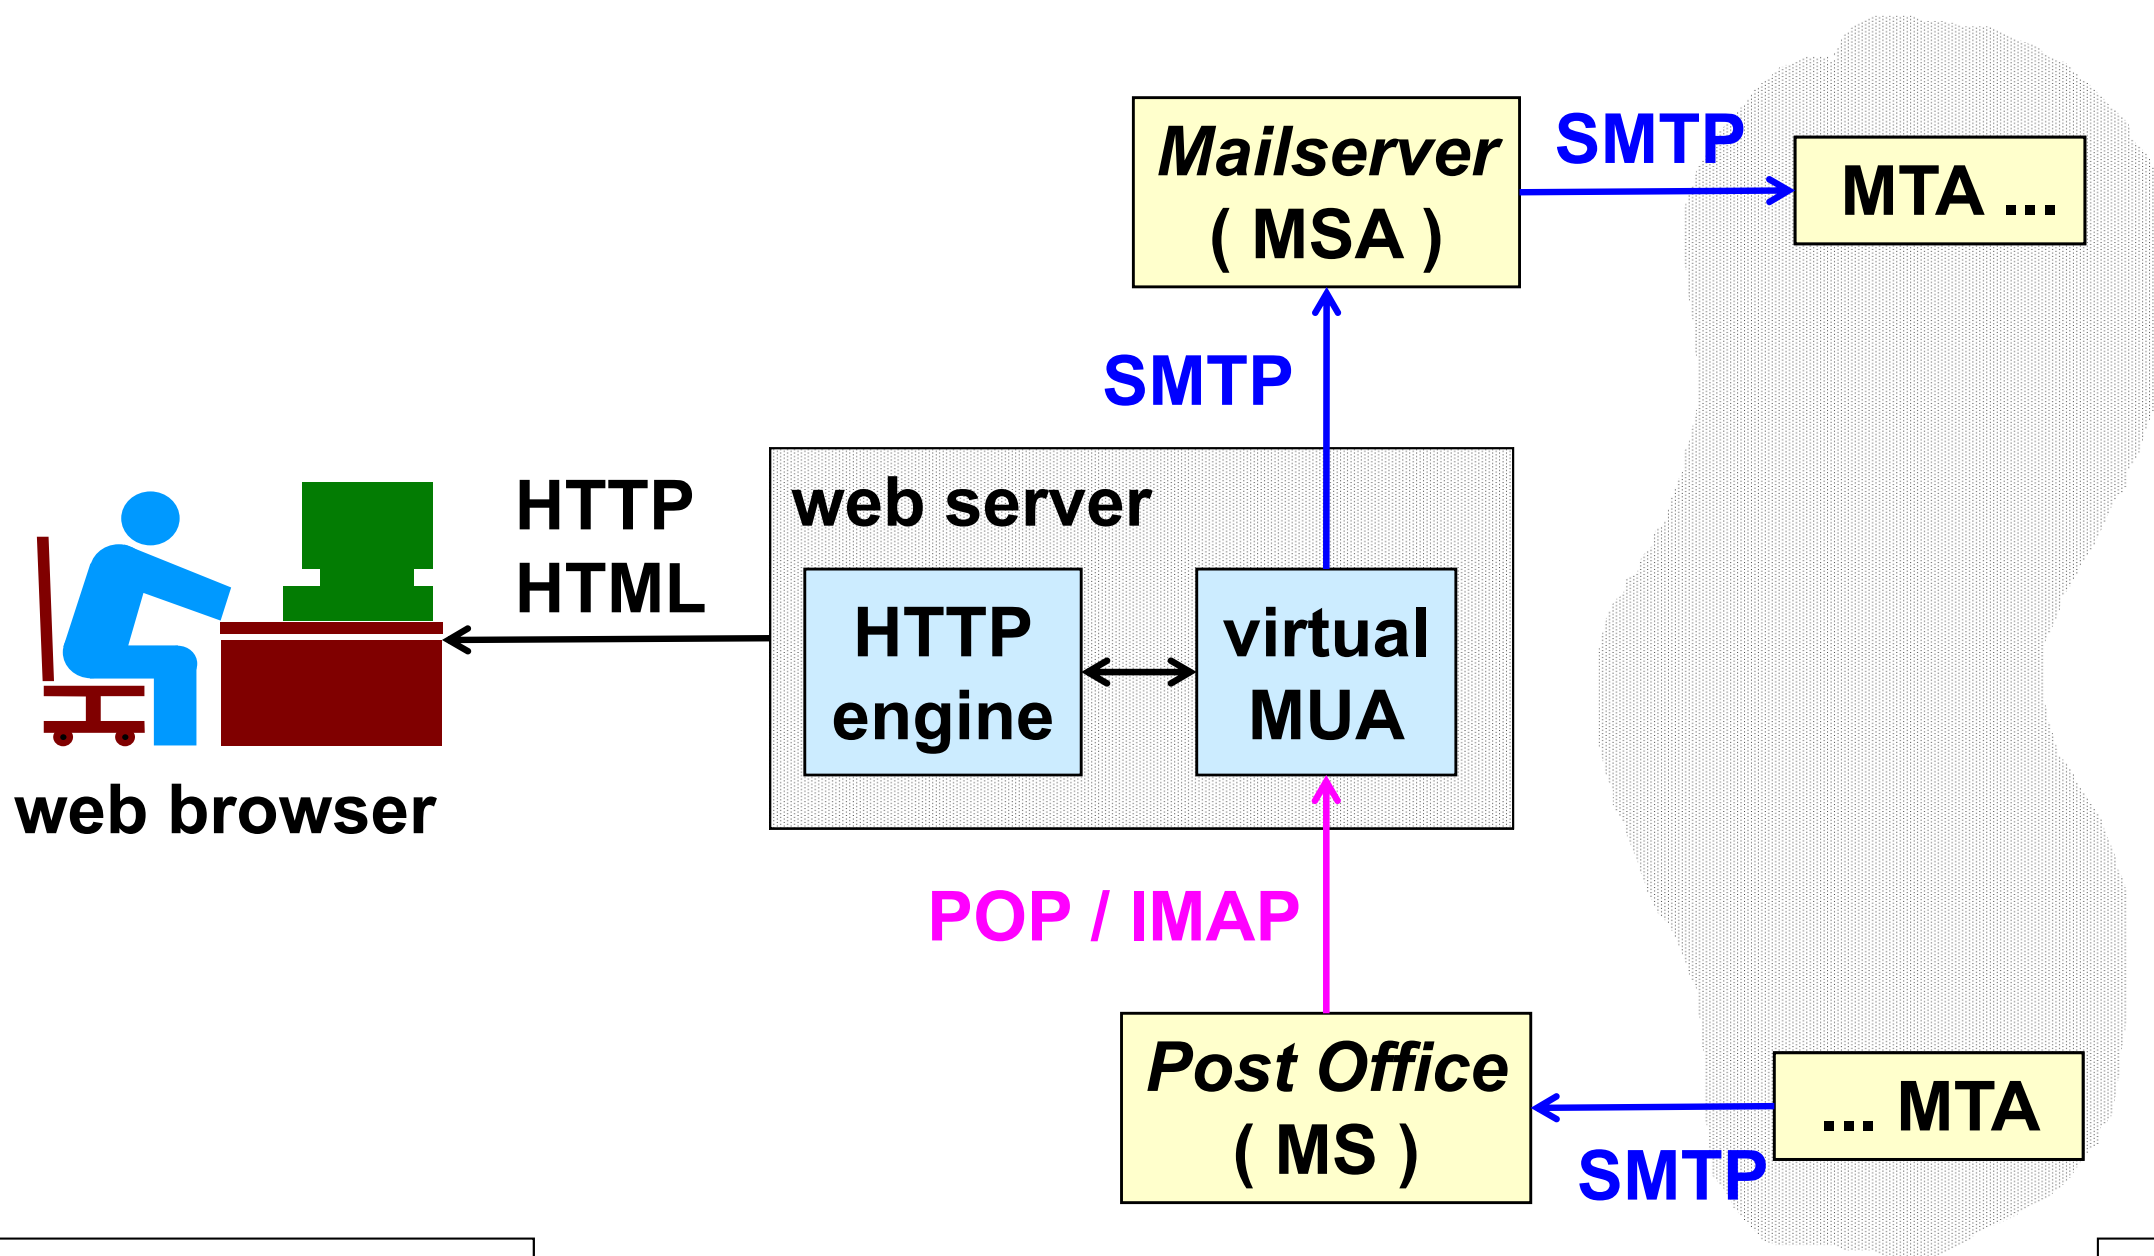 Mailserver
( MSA )
SMTP
MTA ...
SMTP
HTTP
HTML
web server
HTTP
engine
virtual
MUA
web browser
POP / IMAP
Post Office
( MS )
... MTA
SMTP